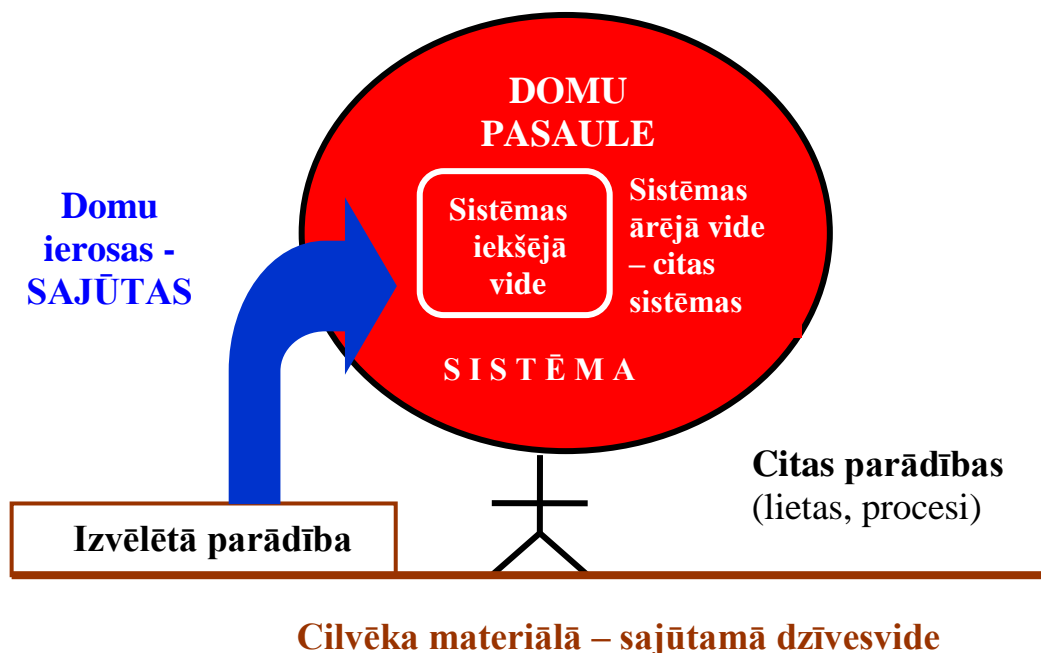 DOMU
PASAULE
Domu
ierosas -
SAJŪTAS
Sistēmas
iekšējā
vide
Sistēmas
ārējā vide
– citas
sistēmas
S I S T Ē M A
Citas parādības
(lietas, procesi)
Izvēlētā parādība
Cilvēka materiālā – sajūtamā dzīvesvide